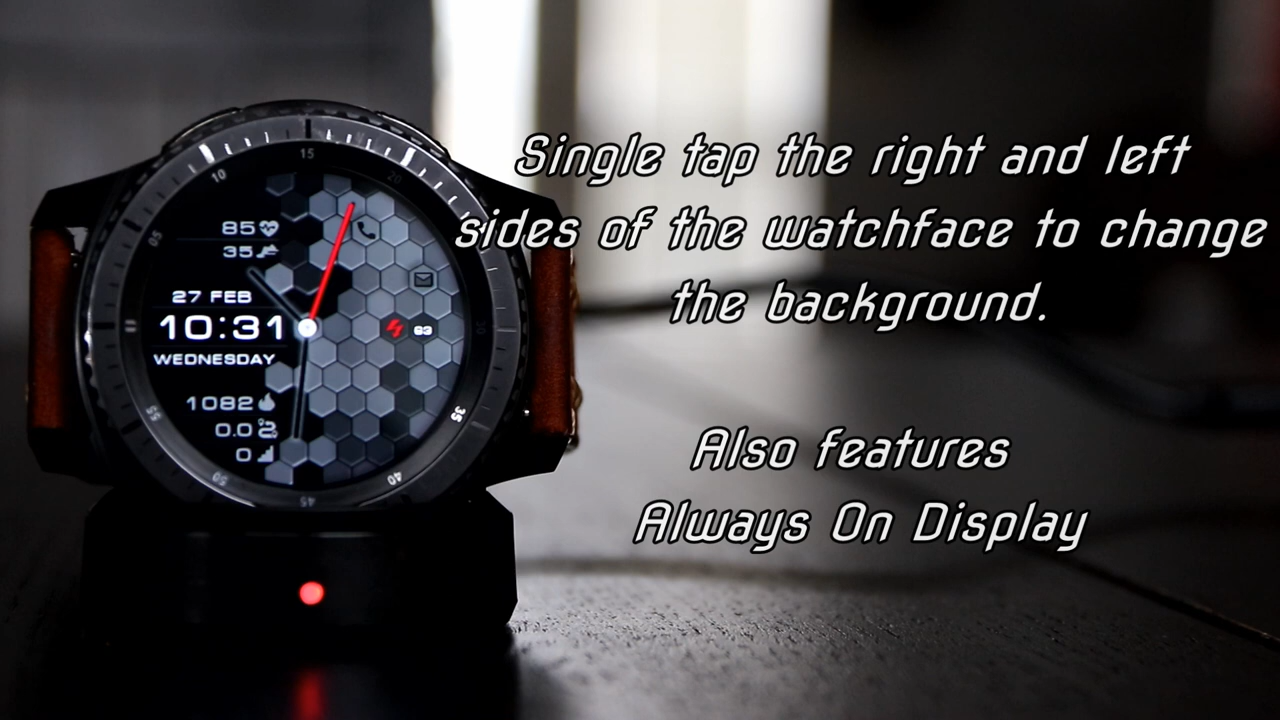 Single tap the right and left
sides of the watchface to change
the background.
Also features
Always On Display
05
10
15
20
35
40
45
50
55
85
35
27 FEB
10:31
WEDNESDAY
63
1082
0.0
0